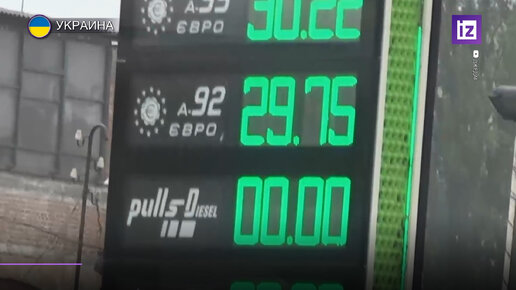 УКРАИНА
iz
А.95 30.22
ЄВРО
А.92 29.75
ЄВРО
pulls Diesel 00.00